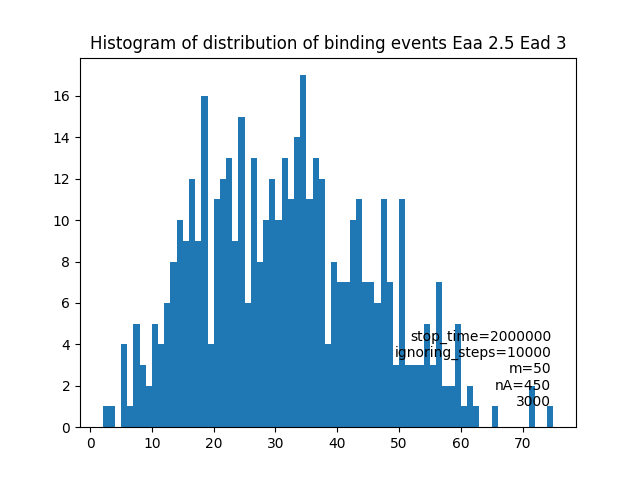 Histogram of distribution of binding events Eaa 2.5 Ead 3
16
14
12
10
8
6
4
2
0
stop_time=2000000
ignoring_steps=10000
m=50
nA=450
3000
0 10 20 30 40 50 60 70